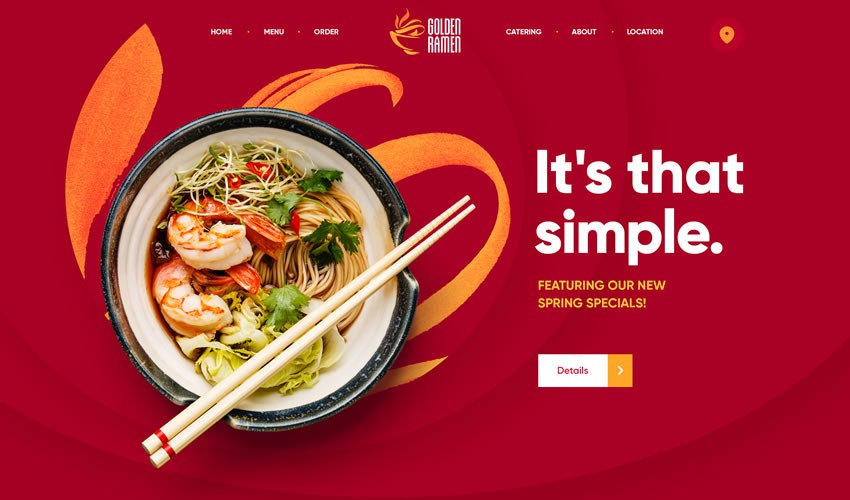 HOME
MENU
ORDER
GOLDEN
RAMEN
CATERING
ABOUT
LOCATION
It's that
simple.
FEATURING OUR NEW
SPRING SPECIALS!
Details